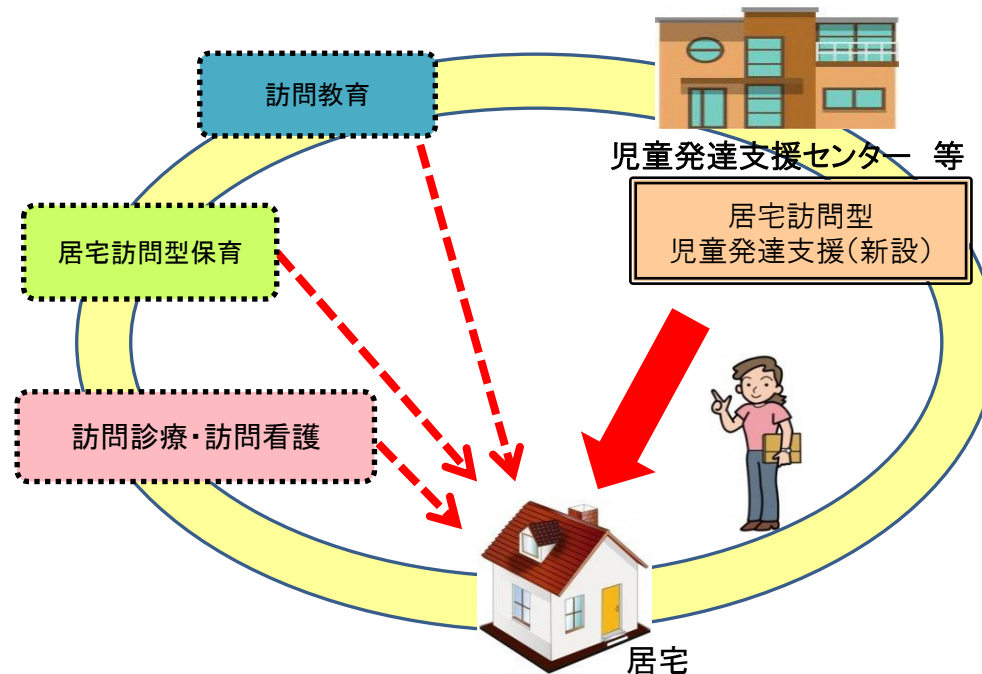 訪問教育
児童発達支援センター　等
居宅訪問型
児童発達支援(新設)
居宅訪問型保育
訪問診療・訪問看護
居宅